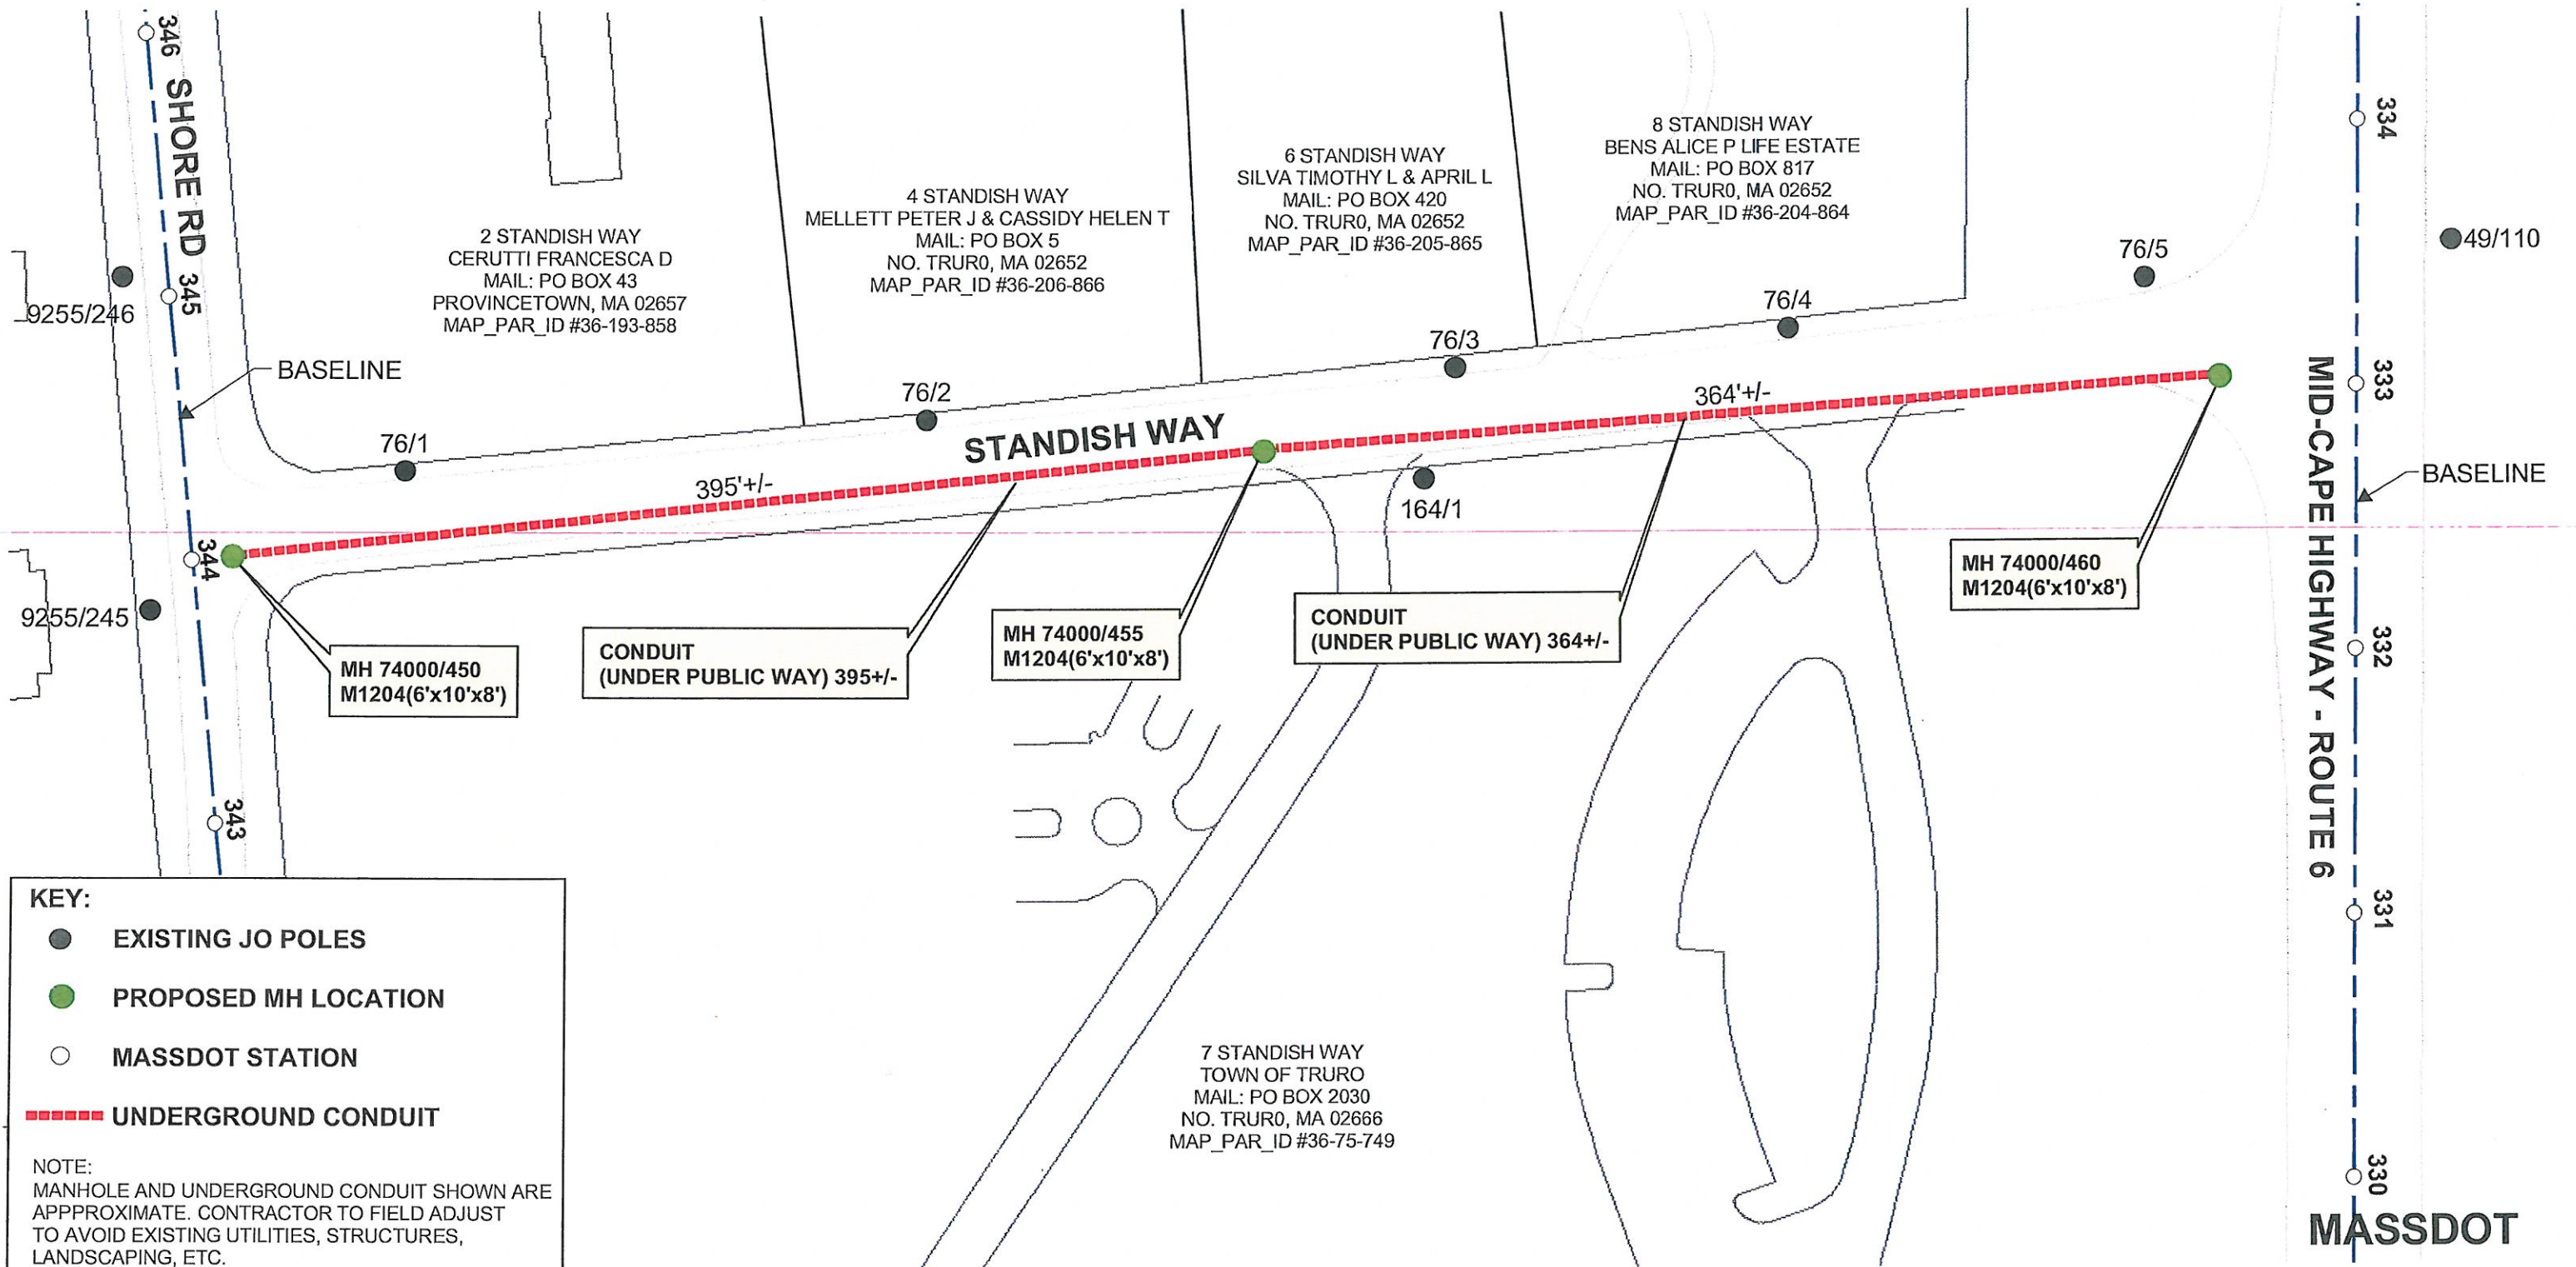 346
SHORE RD
345
344
343
9255/246
9255/245
BASELINE
2 STANDISH WAY
CERUTTI FRANCESCA D
MAIL: PO BOX 43
PROVINCETOWN, MA 02657
MAP_PAR_ID #36-193-858
4 STANDISH WAY
MELLETT PETER J & CASSIDY HELEN T
MAIL: PO BOX 5
NO. TRUR0, MA 02652
MAP_PAR_ID #36-206-866
6 STANDISH WAY
SILVA TIMOTHY L & APRIL L
MAIL: PO BOX 420
NO. TRUR0, MA 02652
MAP_PAR_ID #36-205-865
8 STANDISH WAY
BENS ALICE P LIFE ESTATE
MAIL: PO BOX 817
NO. TRUR0, MA 02652
MAP_PAR_ID #36-204-864
76/1
76/2
76/3
76/4
76/5
49/110
STANDISH WAY
395'+/-
364'+/-
164/1
MH 74000/450
M1204(6'x10'x8')
CONDUIT
(UNDER PUBLIC WAY) 395+/-
MH 74000/455
M1204(6'x10'x8')
CONDUIT
(UNDER PUBLIC WAY) 364+/-
MH 74000/460
M1204(6'x10'x8')
334
333
332
331
330
MID-CAPE HIGHWAY - ROUTE 6
BASELINE
7 STANDISH WAY
TOWN OF TRURO
MAIL: PO BOX 2030
NO. TRUR0, MA 02666
MAP_PAR_ID #36-75-749
MASSDOT
KEY:
EXISTING JO POLES
PROPOSED MH LOCATION
MASSDOT STATION
UNDERGROUND CONDUIT
NOTE:
MANHOLE AND UNDERGROUND CONDUIT SHOWN ARE
APPPROXIMATE. CONTRACTOR TO FIELD ADJUST
TO AVOID EXISTING UTILITIES, STRUCTURES,
LANDSCAPING, ETC.